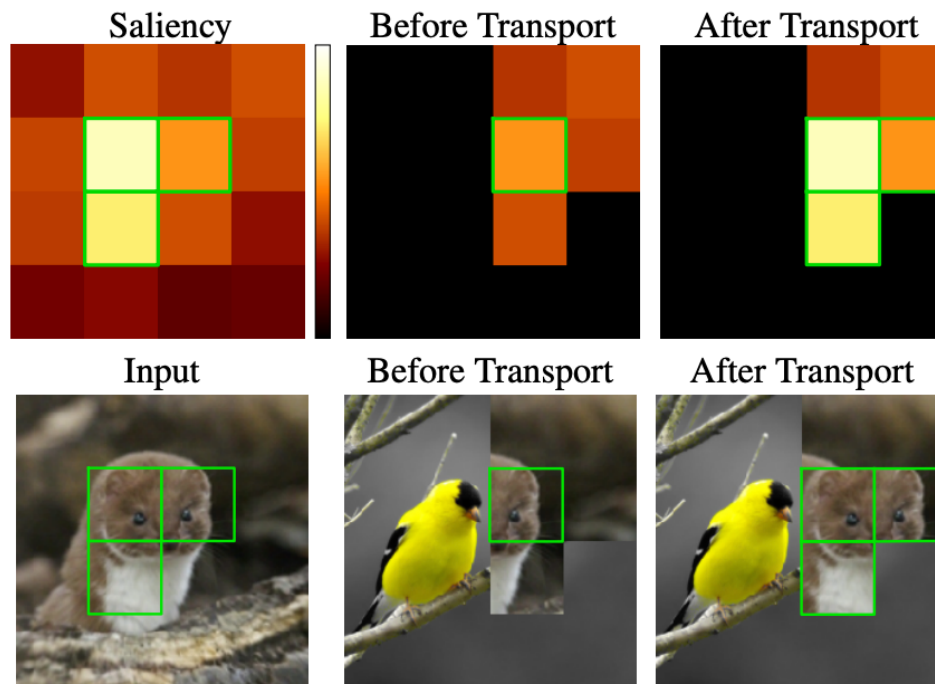 Saliency
Before Transport
After Transport
Input
Before Transport
After Transport